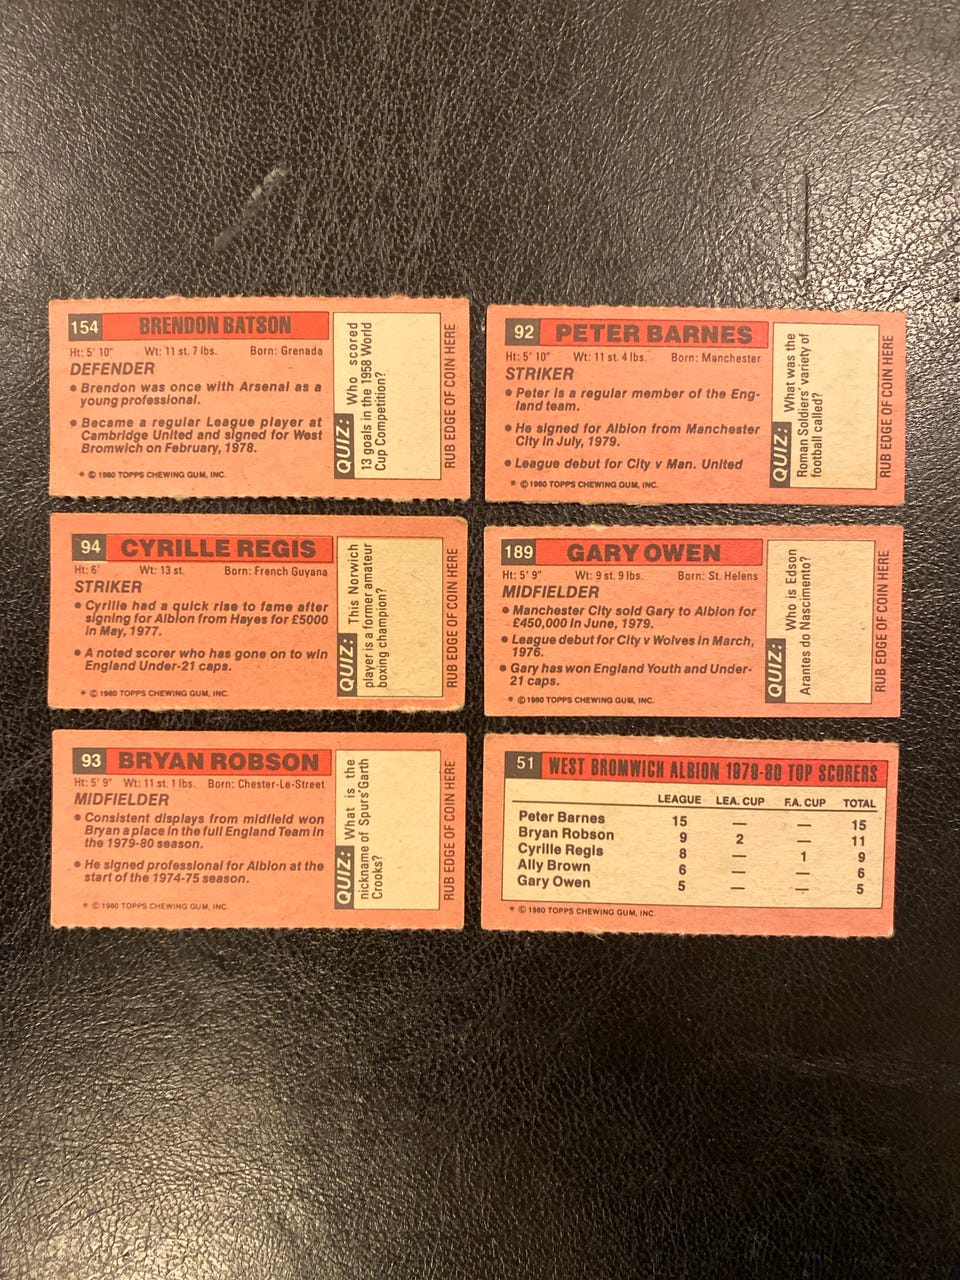 154 BRENDON BATSON
Ht: 5' 10" Wt: 11 st. 7 lbs. Born: Grenada
DEFENDER
● Brendon was once with Arsenal as a
young professional.
● Became a regular League player at
Cambridge United and signed for West
Bromwich on February, 1978.
* © 1980 TOPPS CHEWING GUM, INC.
QUIZ: Who scored
13 goals in the 1958 World
Cup Competition?
RUB EDGE OF COIN HERE
92 PETER BARNES
Ht: 5' 10" Wt: 11 st. 4 lbs. Born: Manchester
STRIKER
● Peter is a regular member of the Eng-
land team.
● He signed for Albion from Manchester
City in July, 1979.
● League debut for City v Man. United
* © 1980 TOPPS CHEWING GUM, INC.
QUIZ: What was the
Roman Soldiers' variety of
football called?
RUB EDGE OF COIN HERE
94 CYRILLE REGIS
Ht: 6' Wt: 13 st. Born: French Guyana
STRIKER
● Cyrille had a quick rise to fame after
signing for Albion from Hayes for £5000
in May, 1977.
● A noted scorer who has gone on to win
England Under-21 caps.
* © 1980 TOPPS CHEWING GUM, INC.
QUIZ: This Norwich
player is a former amateur
boxing champion?
RUB EDGE OF COIN HERE
189 GARY OWEN
Ht: 5' 9" Wt: 9 st. 9 lbs. Born: St. Helens
MIDFIELDER
● Manchester City sold Gary to Albion for
£450,000 in June, 1979.
● League debut for City v Wolves in March,
1976.
● Gary has won England Youth and Under-
21 caps.
* © 1980 TOPPS CHEWING GUM, INC.
QUIZ: Who is Edson
Arantes do Nascimento?
RUB EDGE OF COIN HERE
93 BRYAN ROBSON
Ht: 5' 9" Wt: 11 st. 1 lbs. Born: Chester-Le-Street
MIDFIELDER
● Consistent displays from midfield won
Bryan a place in the full England Team in
the 1979-80 season.
● He signed professional for Albion at the
start of the 1974-75 season.
* © 1980 TOPPS CHEWING GUM, INC.
QUIZ: What is the
nickname of Spurs' Garth
Crooks?
RUB EDGE OF COIN HERE
51 WEST BROMWICH ALBION 1979-80 TOP SCORERS
LEAGUE LEA. CUP F.A. CUP TOTAL
Peter Barnes 15 — — 15
Bryan Robson 9 2 — 11
Cyrille Regis 8 — 1 9
Ally Brown 6 — — 6
Gary Owen 5 — — 5
* © 1980 TOPPS CHEWING GUM, INC.